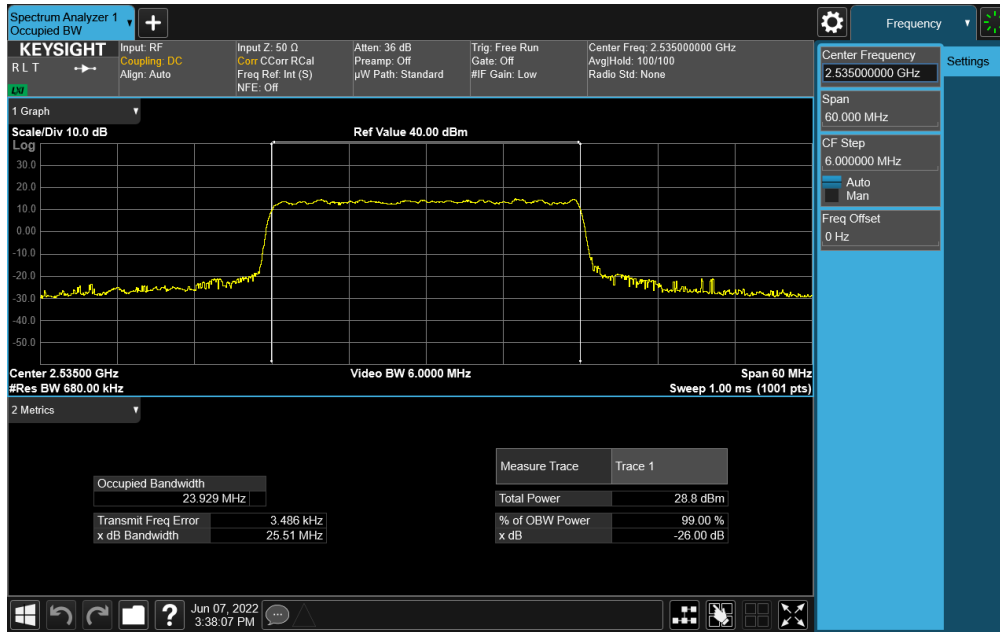 Spectrum Analyzer 1
Occupied BW
Frequency
KEYSIGHT
R L T
LXI
Input: RF
Coupling: DC
Align: Auto
Input Z: 50 Ω
Corr CCorr RCal
Freq Ref: Int (S)
NFE: Off
Atten: 36 dB
Preamp: Off
µW Path: Standard
Trig: Free Run
Gate: Off
#IF Gain: Low
Center Freq: 2.535000000 GHz
Avg|Hold: 100/100
Radio Std: None
Center Frequency
2.535000000 GHz
Settings
Span
60.000 MHz
CF Step
6.000000 MHz
Auto
Man
Freq Offset
0 Hz
1 Graph
Scale/Div 10.0 dB
Ref Value 40.00 dBm
Log
30.0
20.0
10.0
0.00
-10.0
-20.0
-30.0
-40.0
-50.0
Center 2.53500 GHz
Video BW 6.0000 MHz
Span 60 MHz
#Res BW 680.00 kHz
Sweep 1.00 ms (1001 pts)
2 Metrics
Measure Trace Trace 1
Occupied Bandwidth
23.929 MHz
Total Power 28.8 dBm
Transmit Freq Error 3.486 kHz
% of OBW Power 99.00 %
x dB Bandwidth 25.51 MHz
x dB -26.00 dB
?
Jun 07, 2022
3:38:07 PM